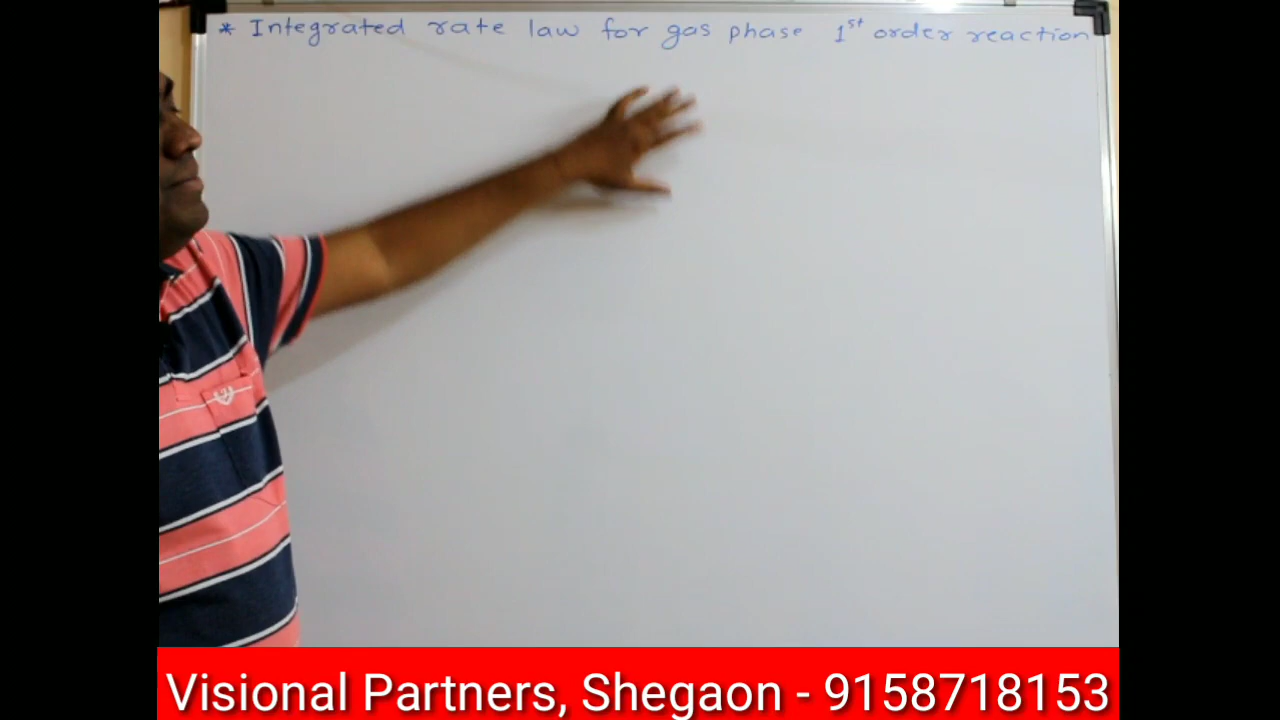 * Integrated rate law for gas phase 1st order reaction
Visional Partners, Shegaon - 9158718153